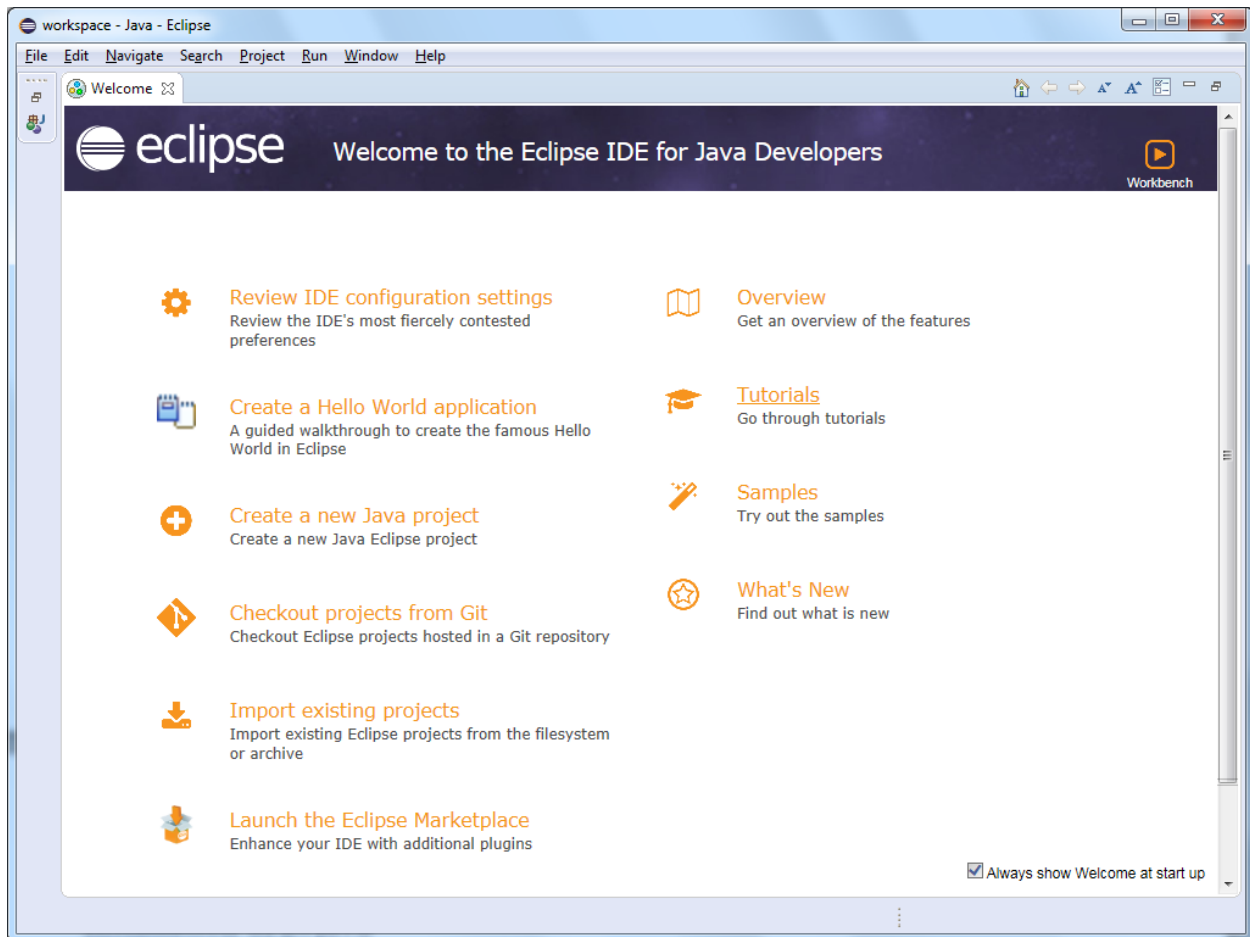 workspace - Java - Eclipse
File Edit Navigate Search Project Run Window Help
Welcome
eclipse Welcome to the Eclipse IDE for Java Developers
Workbench
Review IDE configuration settings
Review the IDE's most fiercely contested
preferences
Create a Hello World application
A guided walkthrough to create the famous Hello
World in Eclipse
Create a new Java project
Create a new Java Eclipse project
Checkout projects from Git
Checkout Eclipse projects hosted in a Git repository
Import existing projects
Import existing Eclipse projects from the filesystem
or archive
Launch the Eclipse Marketplace
Enhance your IDE with additional plugins
Overview
Get an overview of the features
Tutorials
Go through tutorials
Samples
Try out the samples
What's New
Find out what is new
Always show Welcome at start up